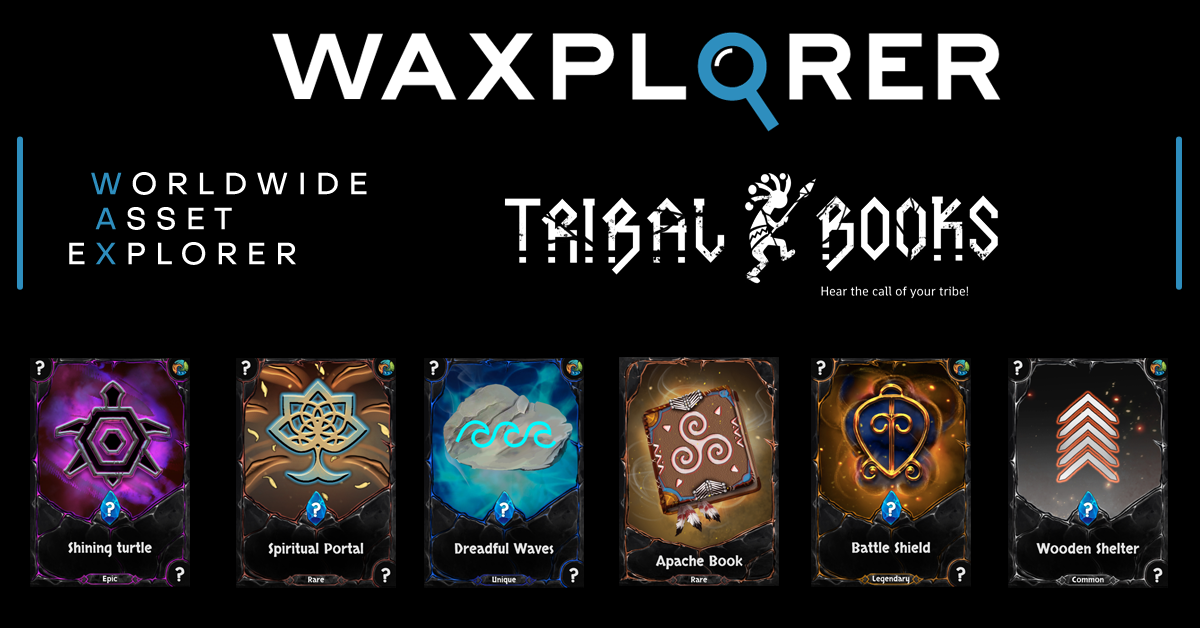 WAXPLORER
WORLDWIDE
ASSET
EXPLORER
TRIBAL BOOKS
Hear the call of your tribe!
?
?
Shining turtle
Epic
?
?
?
Spiritual Portal
Rare
?
?
?
Dreadful Waves
Unique
?
Apache Book
Rare
?
?
Battle Shield
Legendary
?
?
?
Wooden Shelter
Common
?